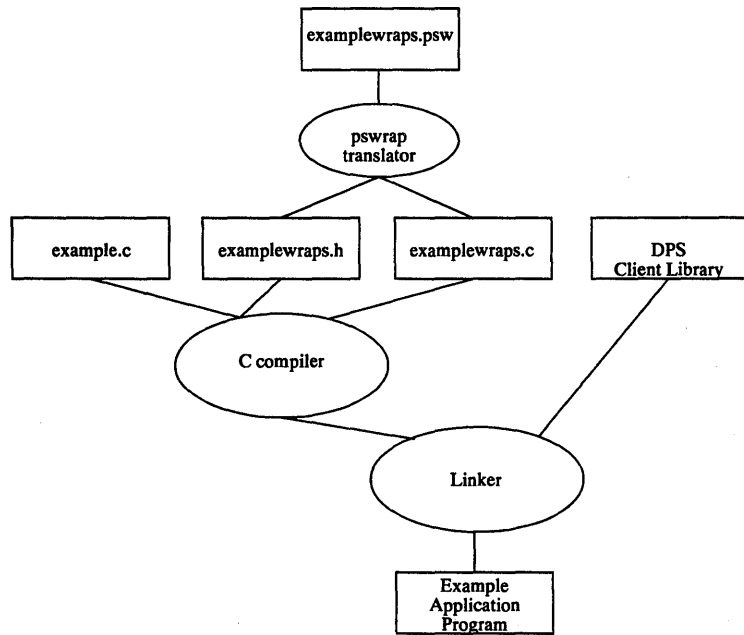 examplewraps.psw
pswrap
translator
example.c
examplewraps.h
examplewraps.c
DPS
Client Library
C compiler
Linker
Example
Application
Program